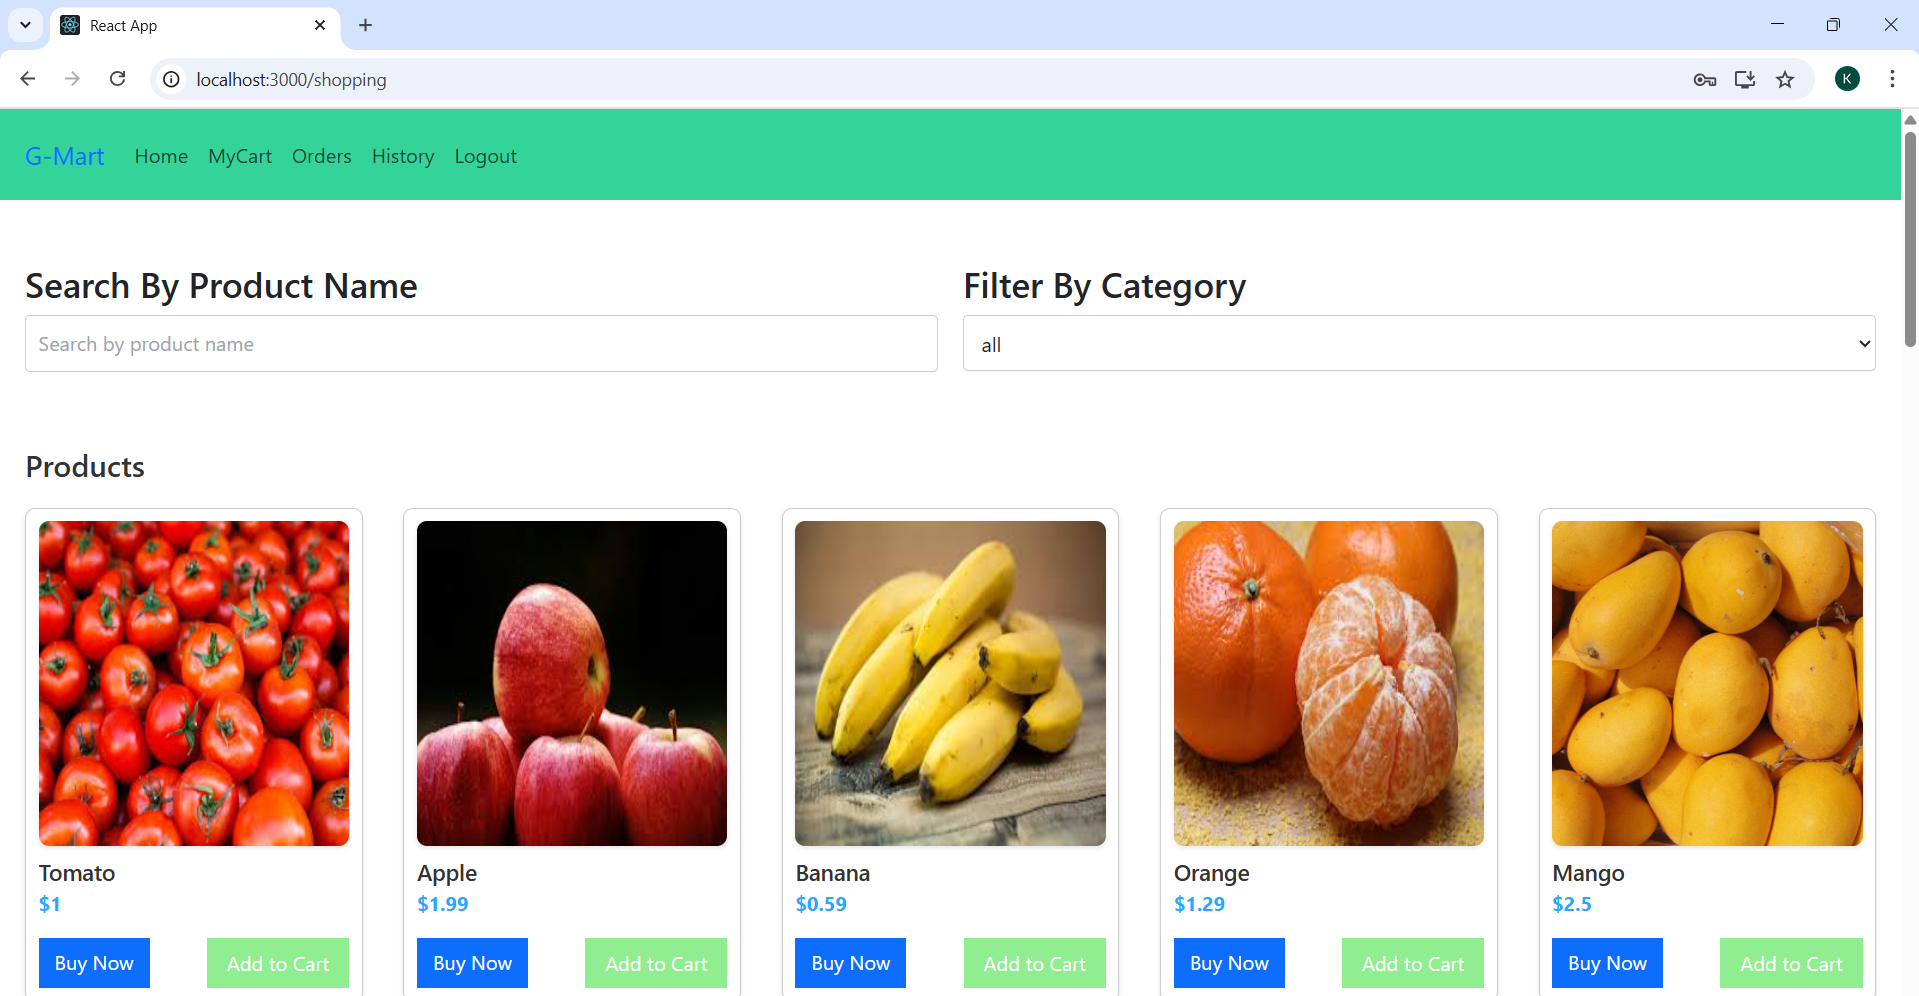 React App
localhost:3000/shopping
K
G-Mart Home MyCart Orders History Logout
Search By Product Name
Search by product name
Filter By Category
all
Products
Tomato
$1
Buy Now Add to Cart
Apple
$1.99
Buy Now Add to Cart
Banana
$0.59
Buy Now Add to Cart
Orange
$1.29
Buy Now Add to Cart
Mango
$2.5
Buy Now Add to Cart